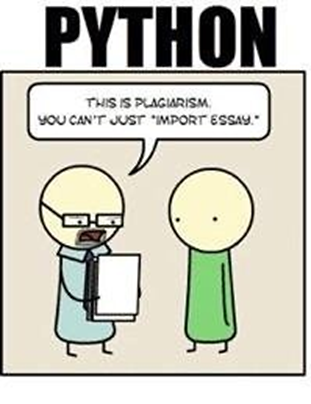 PYTHON
THIS IS PLAGIARISM.
YOU CAN'T JUST "IMPORT ESSAY."